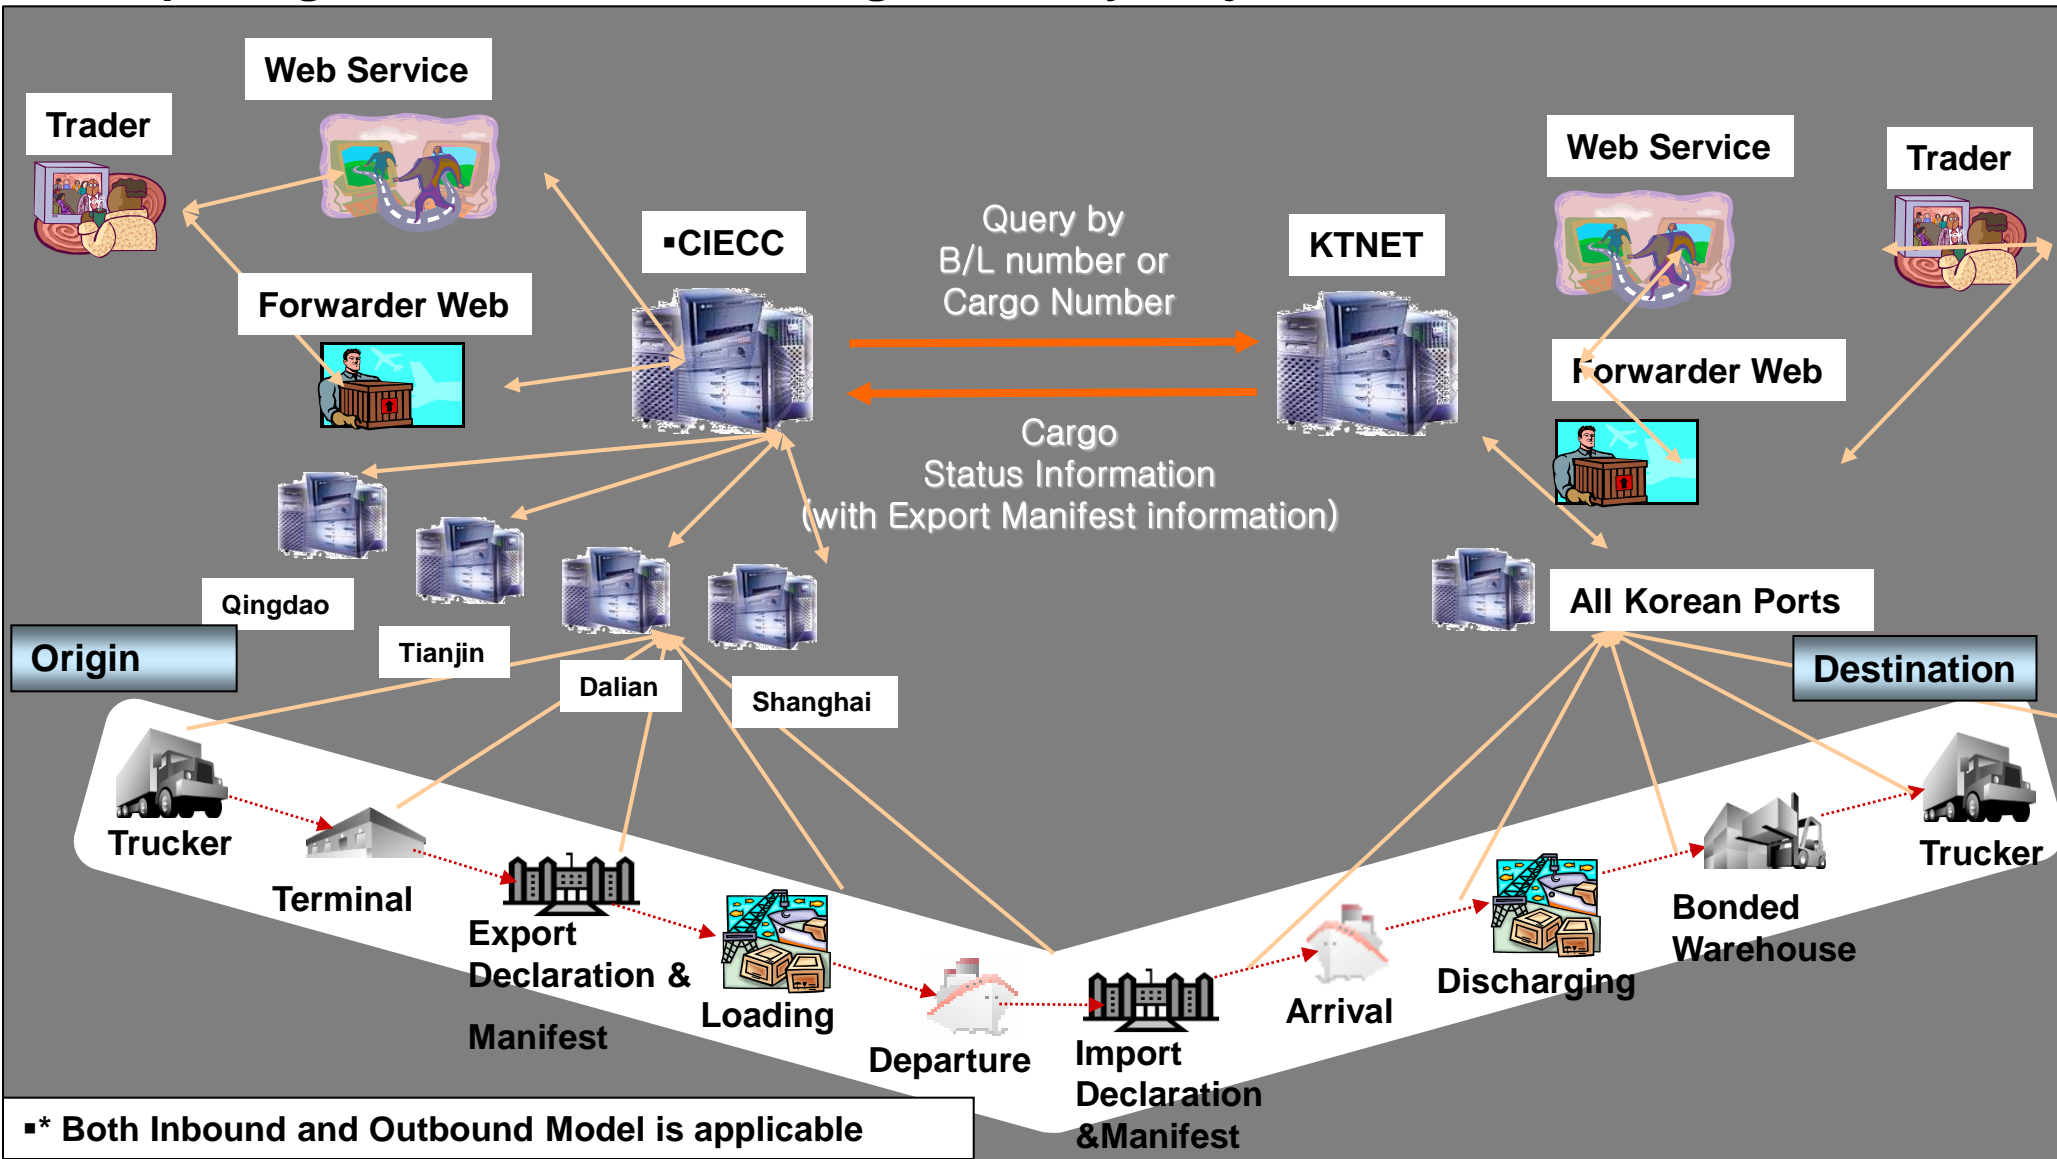 Web Service
Trader
Forwarder Web
▪CIECC
Query by
B/L number or
Cargo Number
KTNET
Web Service
Trader
Forwarder Web
Cargo
Status Information
(with Export Manifest information)
Qingdao
Tianjin
Dalian
Shanghai
All Korean Ports
Origin
Destination
Trucker
Terminal
Export
Declaration &
Manifest
Loading
Departure
Import
Declaration
&Manifest
Arrival
Discharging
Bonded
Warehouse
Trucker
▪* Both Inbound and Outbound Model is applicable